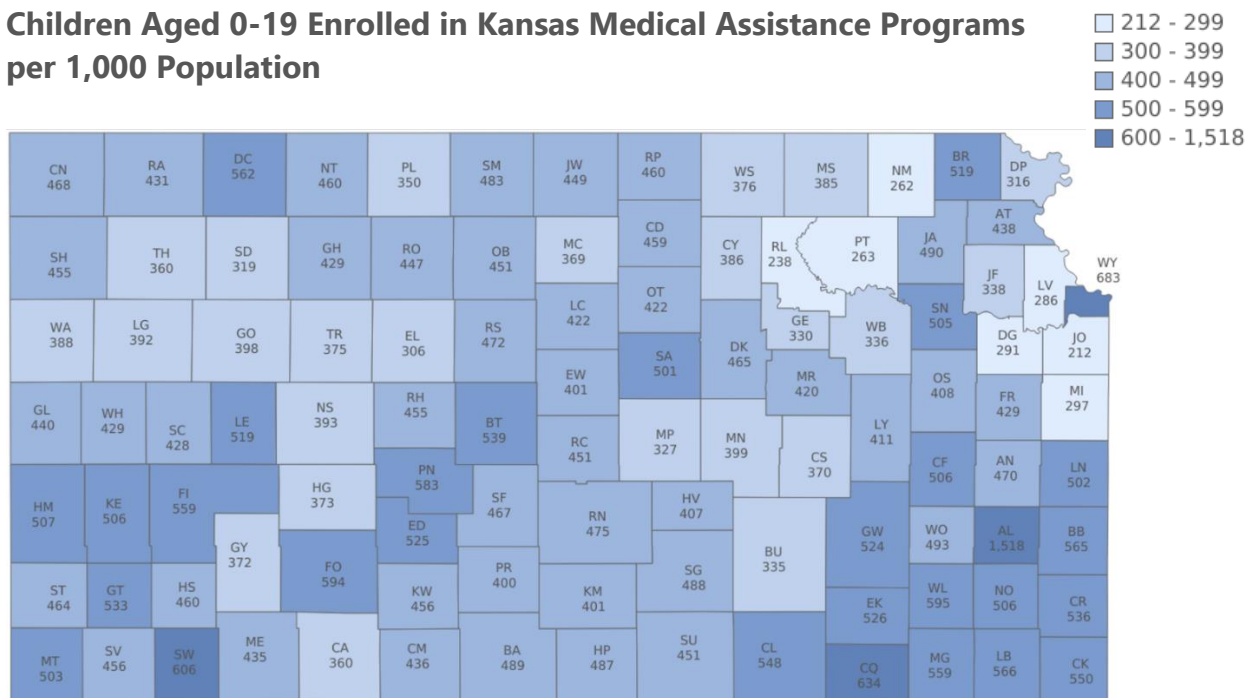 Children Aged 0-19 Enrolled in Kansas Medical Assistance Programs
per 1,000 Population
212 - 299
300 - 399
400 - 499
500 - 599
600 - 1,518
CN
468
RA
431
DC
562
NT
460
PL
350
SM
483
JW
449
RP
460
WS
376
MS
385
NM
262
BR
519
DP
316
AT
438
SH
455
TH
360
SD
319
GH
429
RO
447
OB
451
MC
369
CD
459
CY
386
RL
238
PT
263
JA
490
JF
338
LV
286
WY
683
LC
422
OT
422
WA
388
LG
392
GO
398
TR
375
EL
306
RS
472
SA
501
DK
465
GE
330
WB
336
SN
505
DG
291
JO
212
EW
401
MR
420
OS
408
FR
429
MI
297
GL
440
WH
429
SC
428
LE
519
NS
393
RH
455
BT
539
RC
451
MP
327
MN
399
CS
370
LY
411
CF
506
AN
470
LN
502
HM
507
KE
506
FI
559
HG
373
PN
583
SF
467
RN
475
HV
407
ED
525
GY
372
FO
594
BU
335
GW
524
WO
493
AL
1,518
BB
565
ST
464
GT
533
HS
460
KW
456
PR
400
KM
401
SG
488
EK
526
WL
595
NO
506
CR
536
MT
503
SV
456
SW
606
ME
435
CA
360
CM
436
BA
489
HP
487
SU
451
CL
548
CQ
634
MG
559
LB
566
CK
550